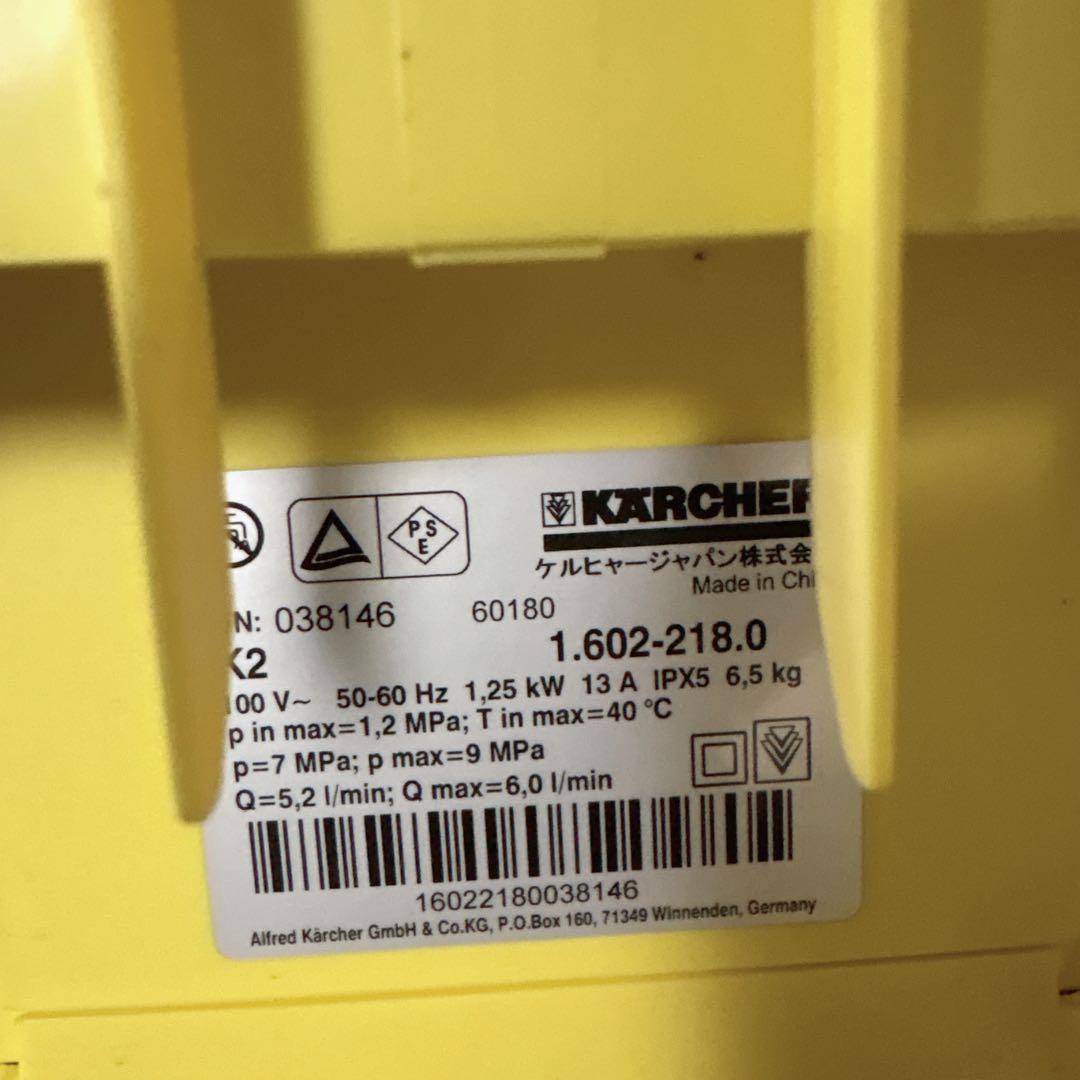 PSE
KÄRCHER
ケルヒャージャパン株式会
Made in Chi
N: 038146 60180
K2 1.602-218.0
100 V~ 50-60 Hz 1,25 kW 13 A IPX5 6,5 kg
p in max=1,2 MPa; T in max=40 °C
p=7 MPa; p max=9 MPa
Q=5,2 l/min; Q max=6,0 l/min
16022180038146
Alfred Kärcher GmbH & Co.KG, P.O.Box 160, 71349 Winnenden, Germany